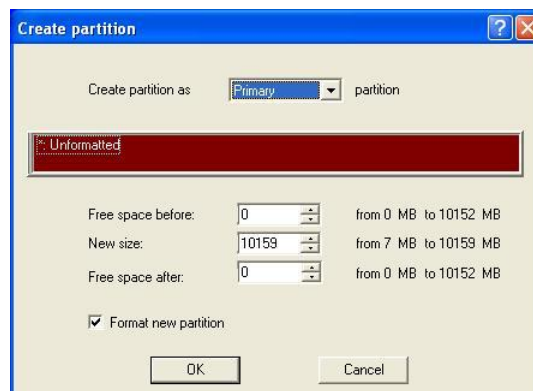 Create partition
Create partition as Primary partition
*: Unformatted
Free space before: 0 from 0 MB to 10152 MB
New size: 10159 from 7 MB to 10159 MB
Free space after: 0 from 0 MB to 10152 MB
Format new partition
OK Cancel